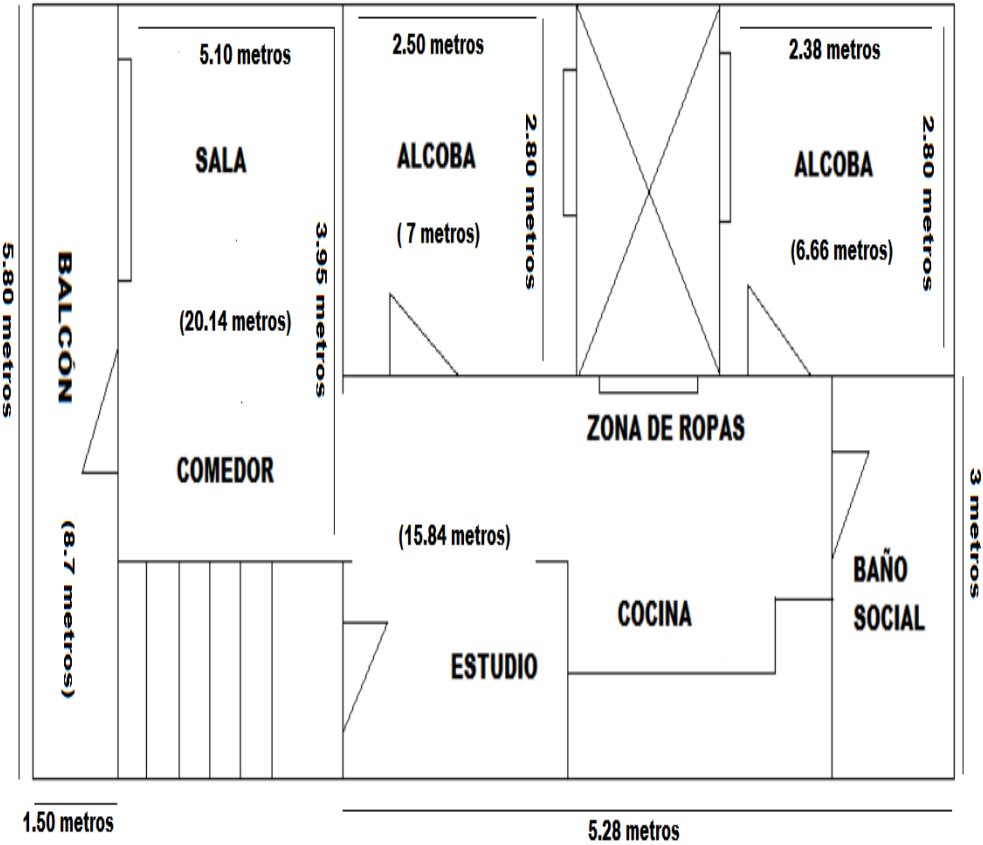 5.10 metros
2.50 metros
2.38 metros
SALA
ALCOBA
ALCOBA
2.80 metros
2.80 metros
( 7 metros)
(6.66 metros)
5.80 metros
BALCÓN
(20.14 metros)
3.95 metros
COMEDOR
ZONA DE ROPAS
(8.7 metros)
(15.84 metros)
3 metros
BAÑO
SOCIAL
COCINA
ESTUDIO
1.50 metros
5.28 metros